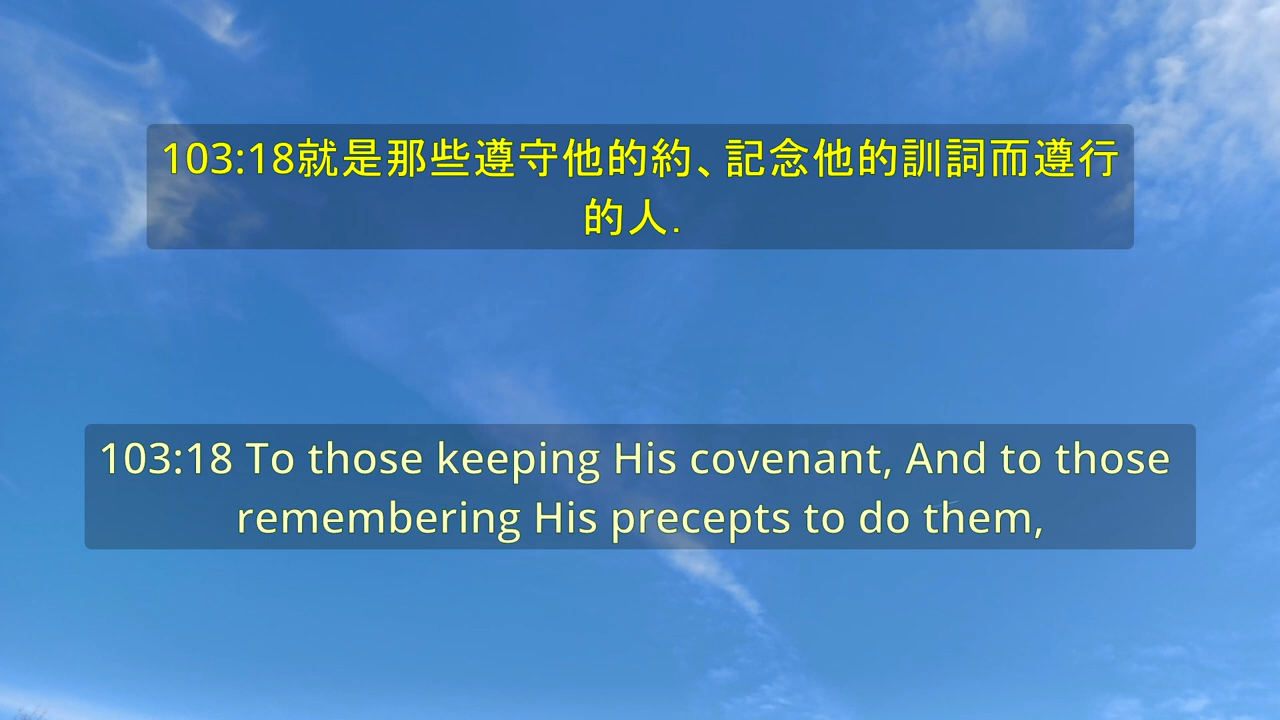 103:18就是那些遵守他的約、記念他的訓詞而遵行
的人.
103:18 To those keeping His covenant, And to those
remembering His precepts to do them,